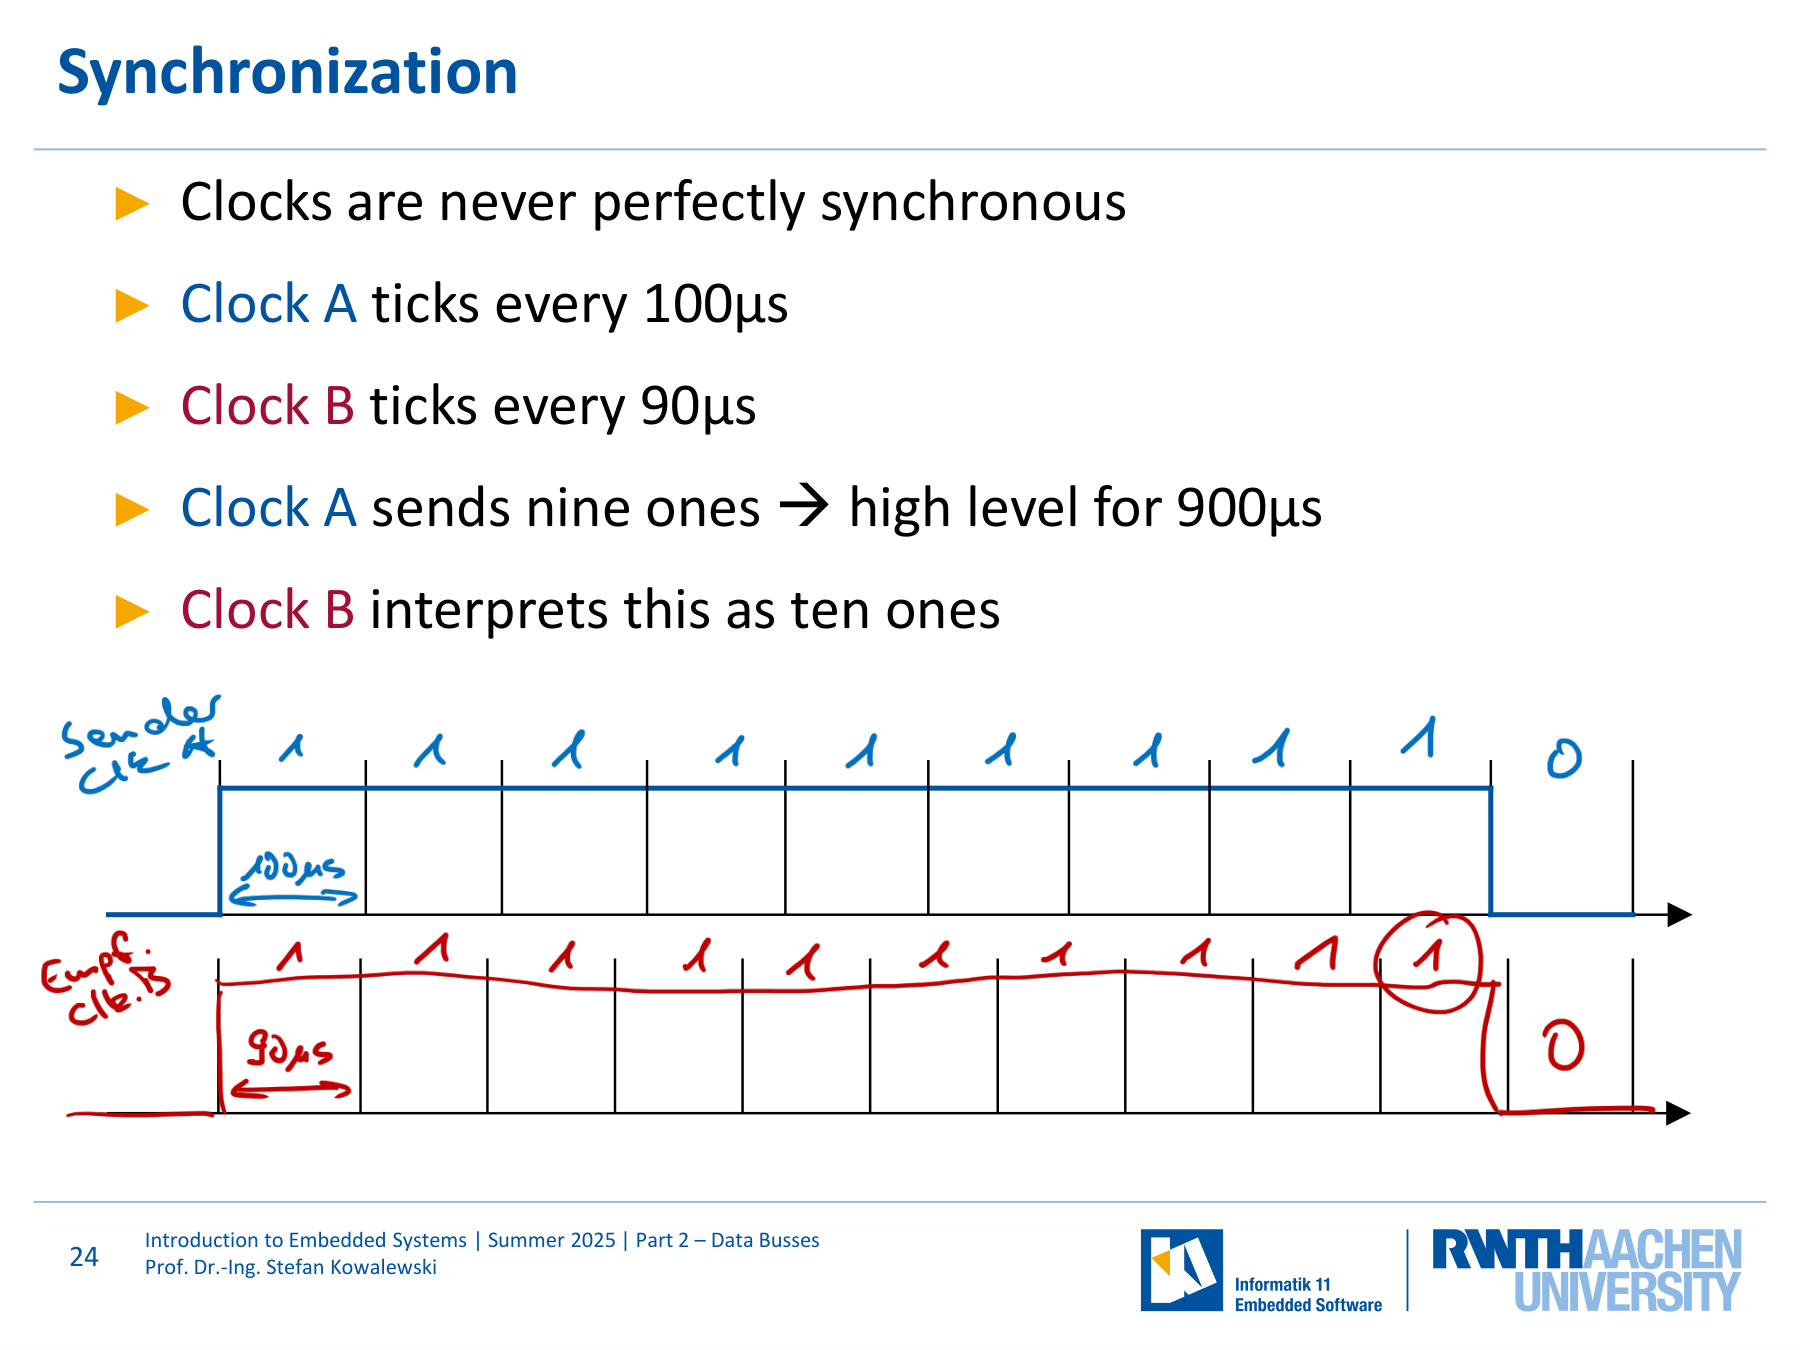 Synchronization
► Clocks are never perfectly synchronous
► Clock A ticks every 100µs
► Clock B ticks every 90µs
► Clock A sends nine ones → high level for 900µs
► Clock B interprets this as ten ones
Sender
Clk A
1 1 1 1 1 1 1 1 1 0
100µs
Empf.
Clk. B
1 1 1 1 1 1 1 1 1 1
90µs
0
24
Introduction to Embedded Systems | Summer 2025 | Part 2 – Data Busses
Prof. Dr.-Ing. Stefan Kowalewski
Informatik 11
Embedded Software
RWTHAACHEN
UNIVERSITY